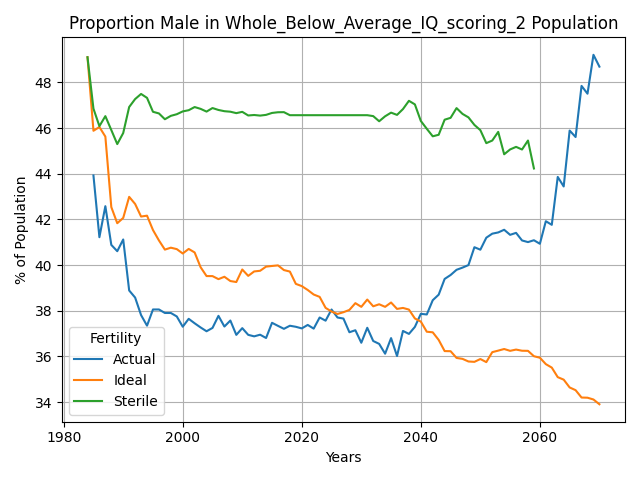 Proportion Male in Whole_Below_Average_IQ_scoring_2 Population
% of Population
48
46
44
42
40
38
36
34
Fertility
Actual
Ideal
Sterile
1980 2000 2020 2040 2060
Years